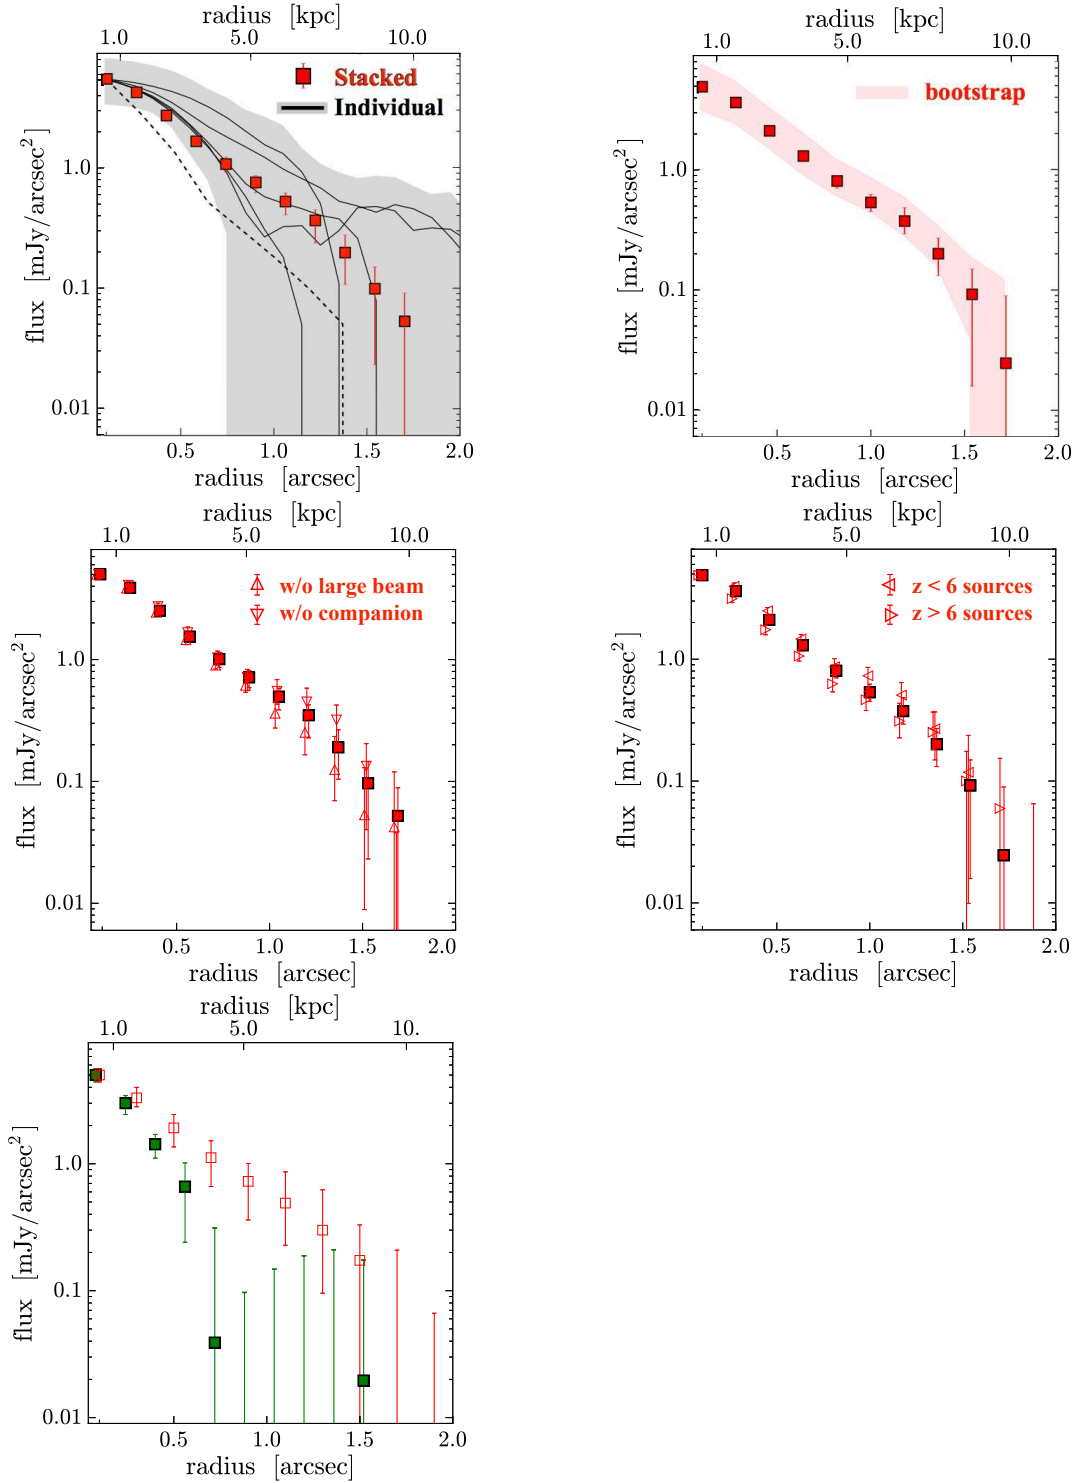 radius [kpc]
1.0 5.0 10.0
Stacked
Individual
flux [mJy/arcsec²]
1.0
0.1
0.01
0.5 1.0 1.5 2.0
radius [arcsec]
radius [kpc]
1.0 5.0 10.0
bootstrap
flux [mJy/arcsec²]
1.0
0.1
0.01
0.5 1.0 1.5 2.0
radius [arcsec]
radius [kpc]
1.0 5.0 10.0
w/o large beam
w/o companion
flux [mJy/arcsec²]
1.0
0.1
0.01
0.5 1.0 1.5 2.0
radius [arcsec]
radius [kpc]
1.0 5.0 10.0
z < 6 sources
z > 6 sources
flux [mJy/arcsec²]
1.0
0.1
0.01
0.5 1.0 1.5 2.0
radius [arcsec]
radius [kpc]
1.0 5.0 10.
flux [mJy/arcsec²]
1.0
0.1
0.01
0.5 1.0 1.5 2.0
radius [arcsec]